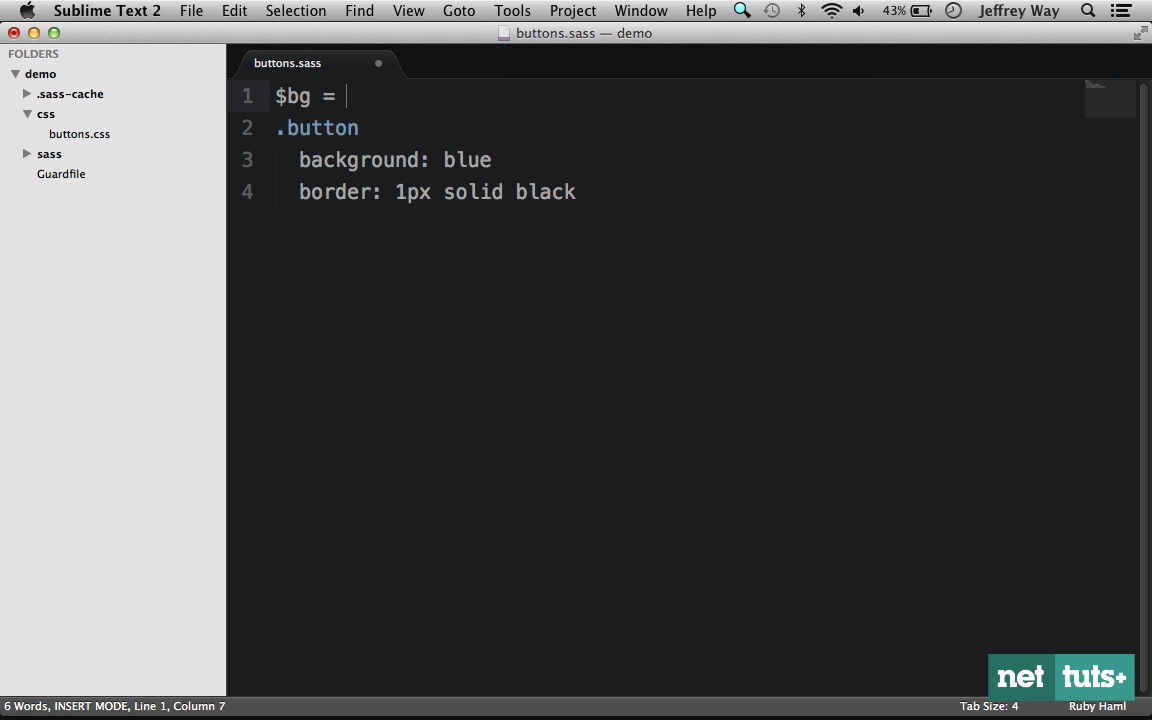 Sublime Text 2 File Edit Selection Find View Goto Tools Project Window Help 43% Jeffrey Way
buttons.sass — demo
FOLDERS
demo
.sass-cache
css
buttons.css
sass
Guardfile
buttons.sass
1 $bg =
2 .button
3 background: blue
4 border: 1px solid black
net tuts+
6 Words, INSERT MODE, Line 1, Column 7 Tab Size: 4 Ruby Haml